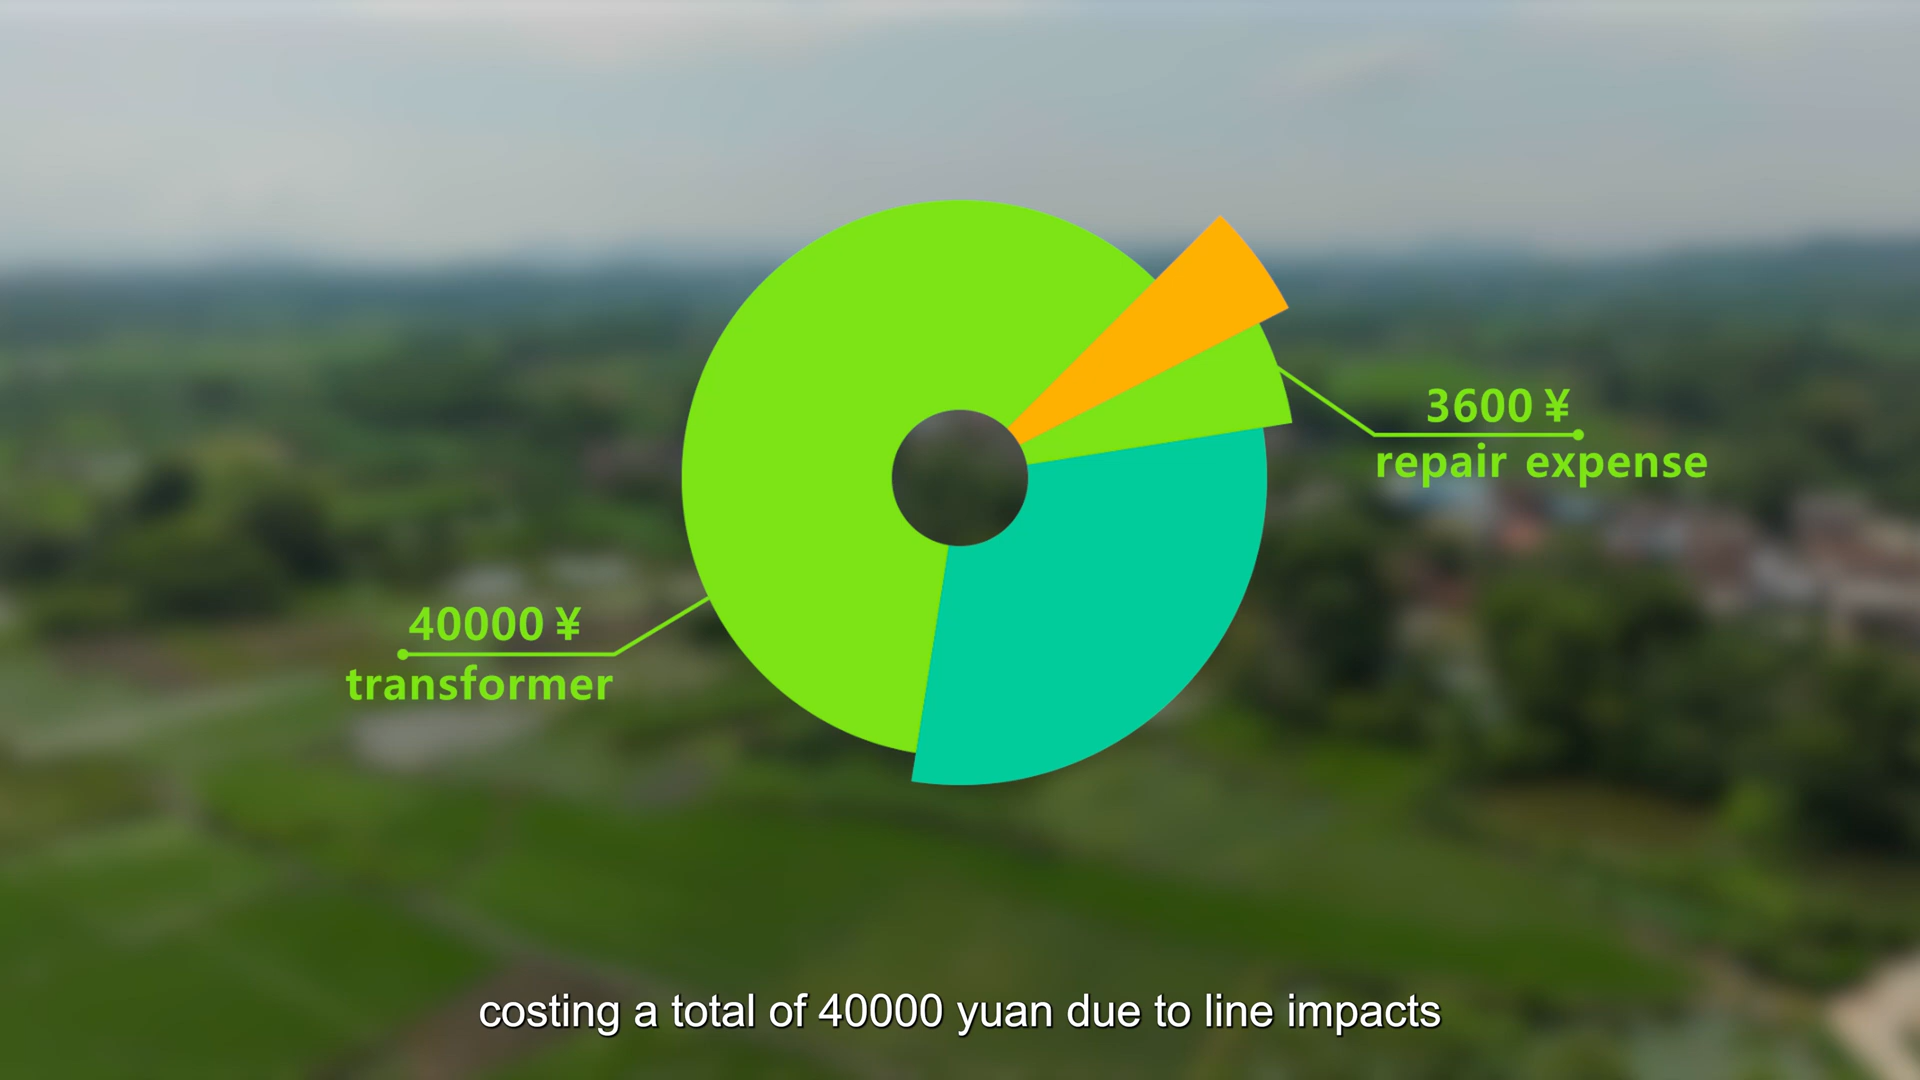 3600 ¥
repair expense
40000 ¥
transformer
costing a total of 40000 yuan due to line impacts